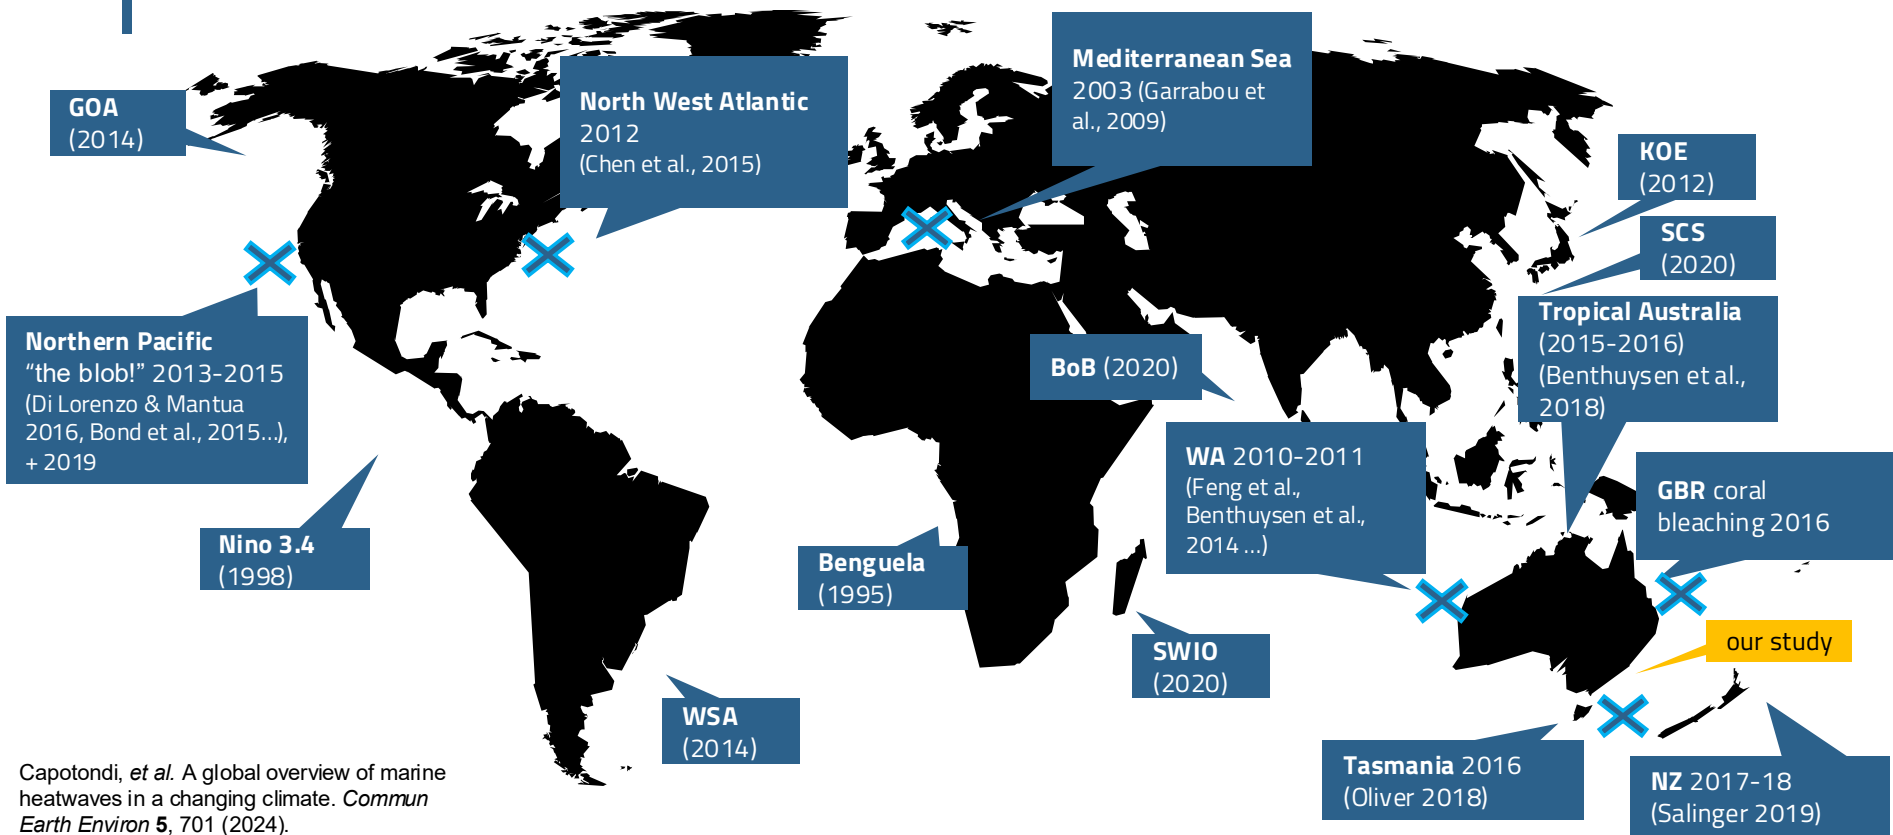 GOA
(2014)
North West Atlantic
2012
(Chen et al., 2015)
Mediterranean Sea
2003 (Garrabou et
al., 2009)
KOE
(2012)
SCS
(2020)
Tropical Australia
(2015-2016)
(Benthuysen et al.,
2018)
Northern Pacific
“the blob!” 2013-2015
(Di Lorenzo & Mantua
2016, Bond et al., 2015...),
+ 2019
BoB (2020)
WA 2010-2011
(Feng et al.,
Benthuysen et al.,
2014 ...)
GBR coral
bleaching 2016
Nino 3.4
(1998)
Benguela
(1995)
our study
SWIO
(2020)
WSA
(2014)
Tasmania 2016
(Oliver 2018)
NZ 2017-18
(Salinger 2019)
Capotondi, et al. A global overview of marine
heatwaves in a changing climate. Commun
Earth Environ 5, 701 (2024).